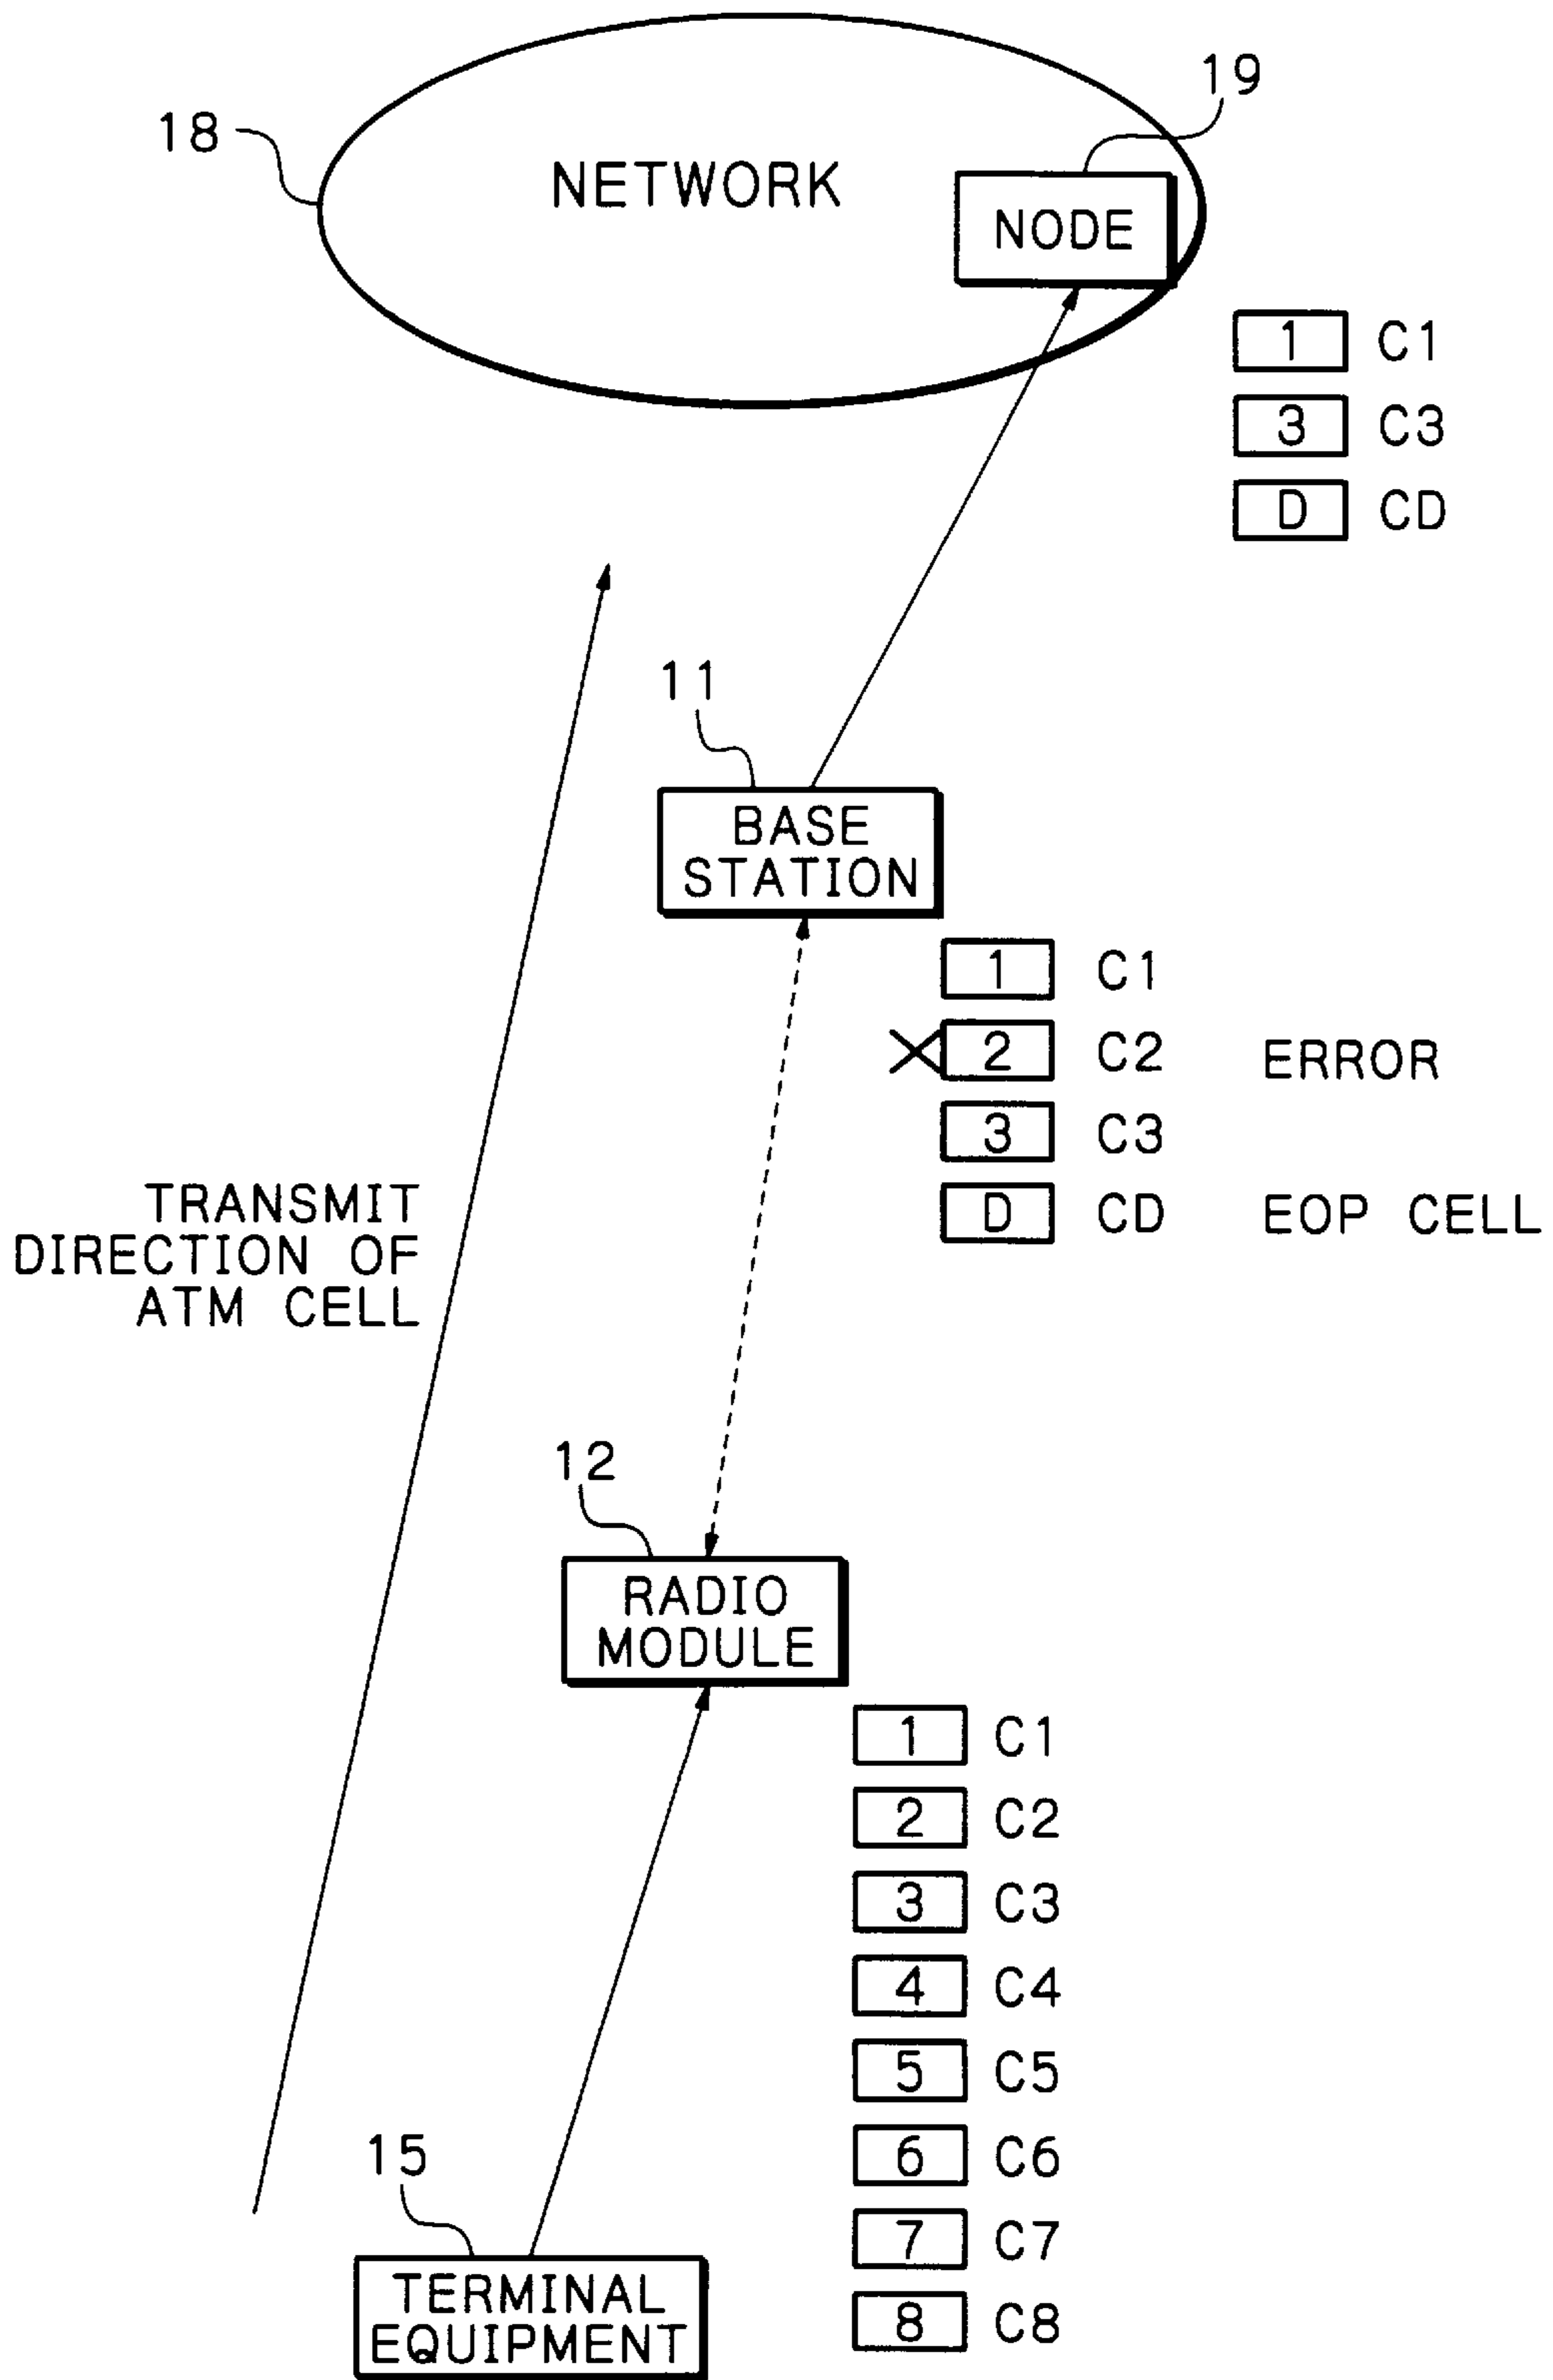 19
18
NETWORK
NODE
1 C1
3 C3
D CD
11
BASE
STATION
1 C1
2 C2 ERROR
3 C3
D CD EOP CELL
TRANSMIT
DIRECTION OF
ATM CELL
12
RADIO
MODULE
1 C1
2 C2
3 C3
4 C4
5 C5
6 C6
7 C7
8 C8
15
TERMINAL
EQUIPMENT